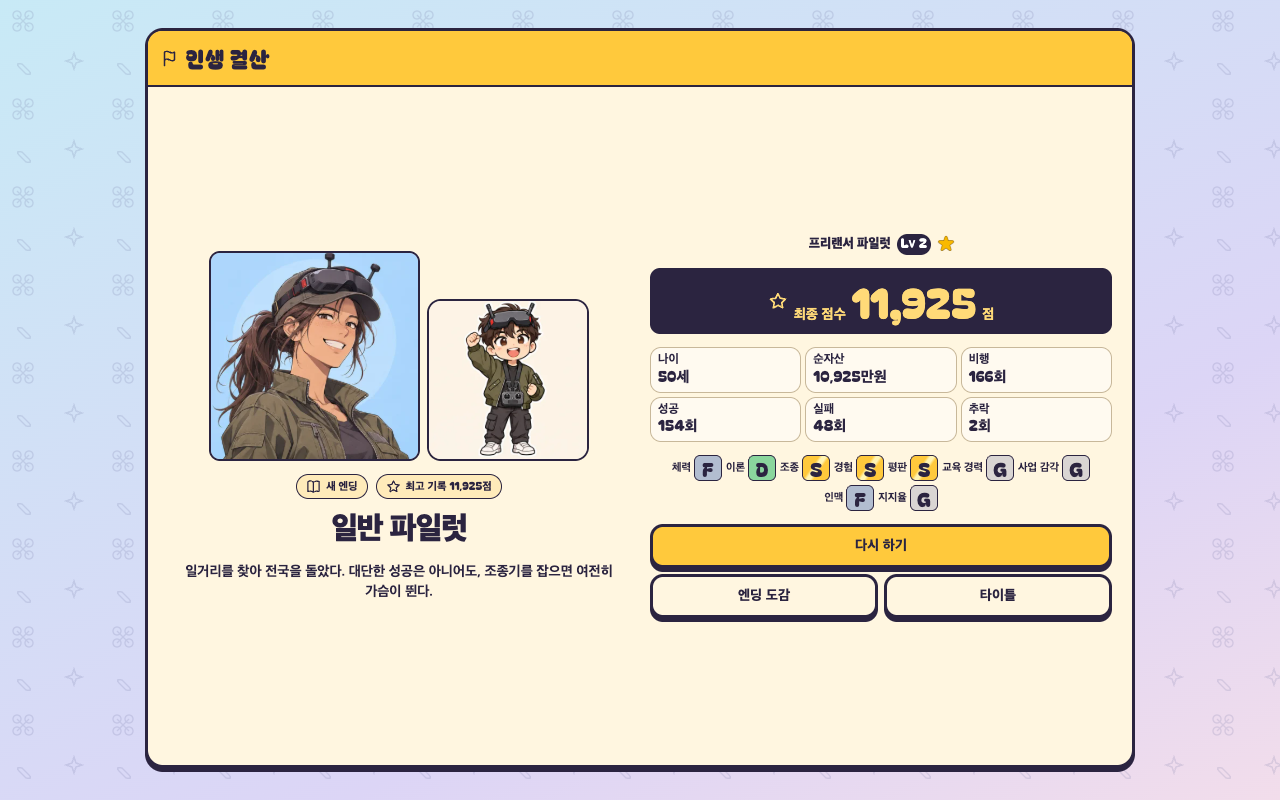 인생 결산
새 엔딩
최고 기록 11,925점
일반 파일럿
일거리를 찾아 전국을 돌았다. 대단한 성공은 아니어도, 조종기를 잡으면 여전히
가슴이 뛴다.
프리랜서 파일럿 Lv 2
최종 점수 11,925 점
나이
50세
순자산
10,925만원
비행
166회
성공
154회
실패
48회
추락
2회
체력 F 이론 D 조종 S 경험 S 평판 S 교육 경력 G 사업 감각 G
인맥 F 지지율 G
다시 하기
엔딩 도감
타이틀